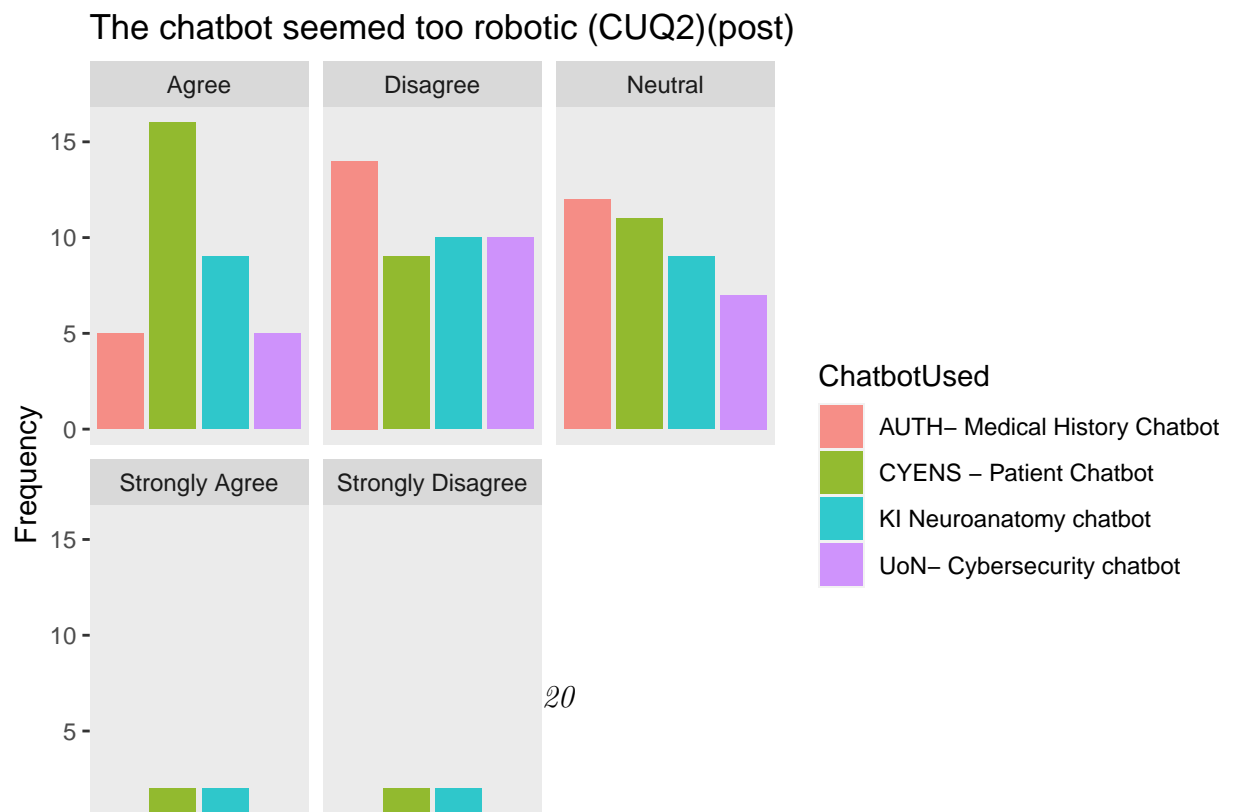 The chatbot seemed too robotic (CUQ2)(post)
Agree
Disagree
Neutral
15
10
5
0
Frequency
Strongly Agree
Strongly Disagree
15
10
5
20
ChatbotUsed
AUTH− Medical History Chatbot
CYENS − Patient Chatbot
KI Neuroanatomy chatbot
UoN− Cybersecurity chatbot